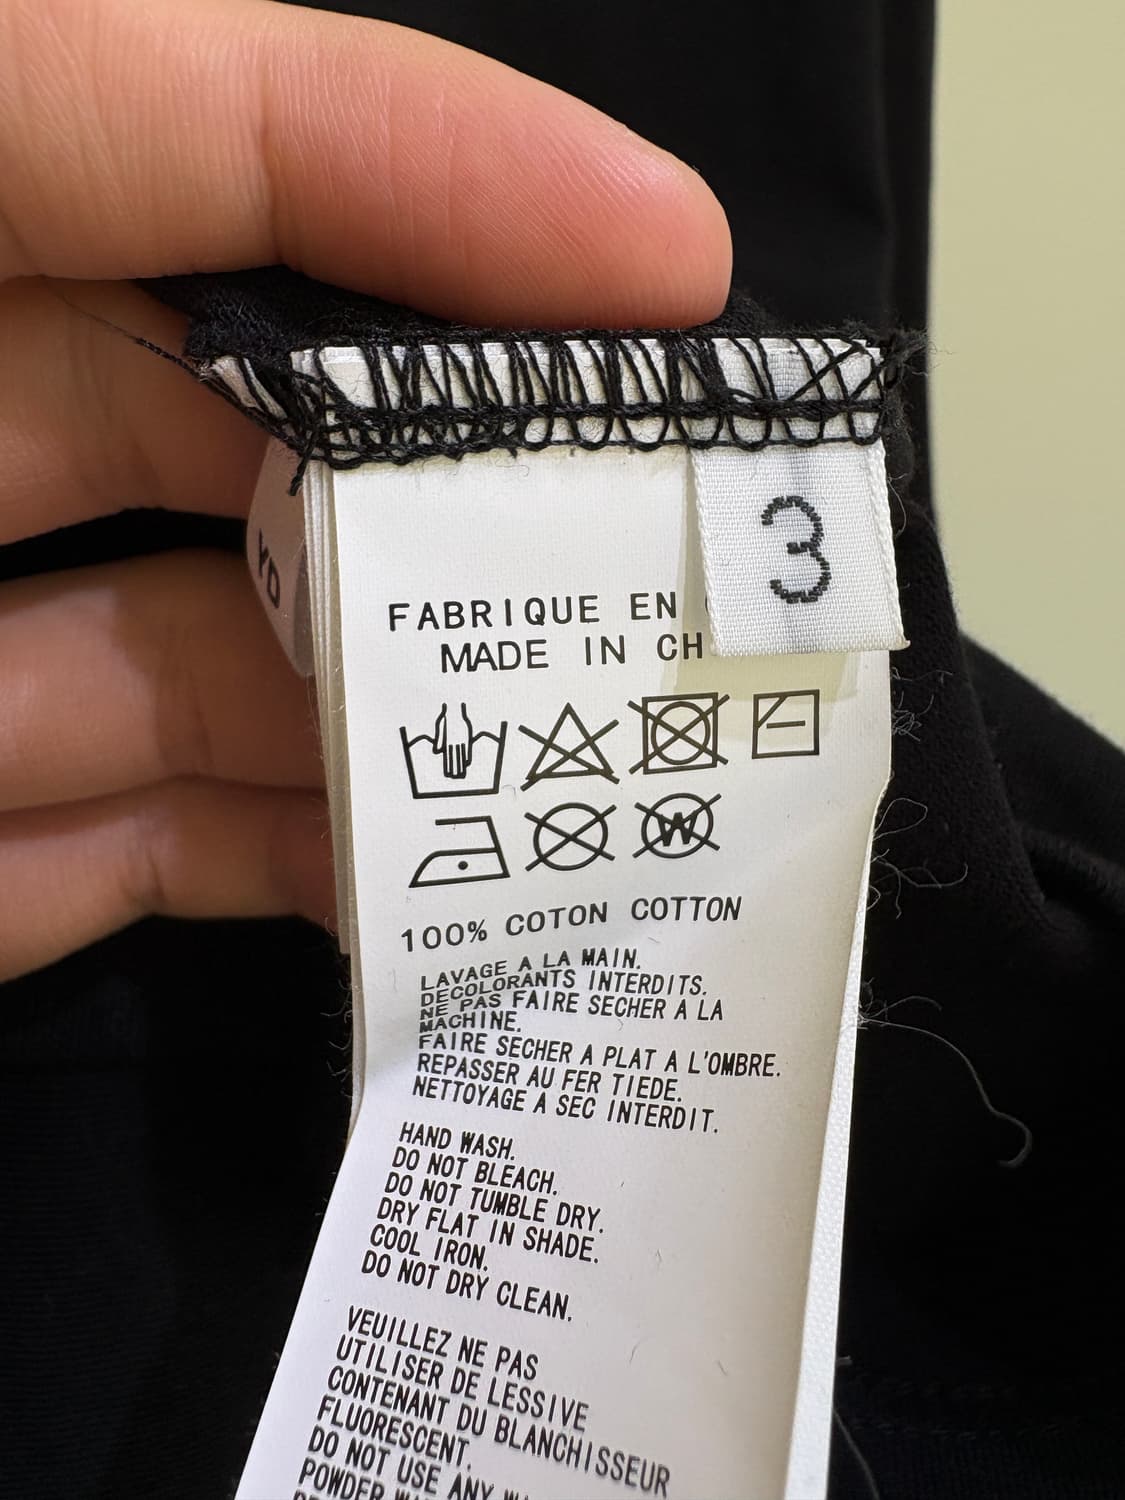 3
FABRIQUE EN
MADE IN CH
W
100% COTON COTTON
LAVAGE A LA MAIN.
DECOLORANTS INTERDITS.
NE PAS FAIRE SECHER A LA
MACHINE.
FAIRE SECHER A PLAT A L'OMBRE.
REPASSER AU FER TIEDE.
NETTOYAGE A SEC INTERDIT.
HAND WASH.
DO NOT BLEACH.
DO NOT TUMBLE DRY.
DRY FLAT IN SHADE.
COOL IRON.
DO NOT DRY CLEAN.
VEUILLEZ NE PAS
UTILISER DE LESSIVE
CONTENANT DU BLANCHISSEUR
FLUORESCENT.
DO NOT USE ANY
POWDER